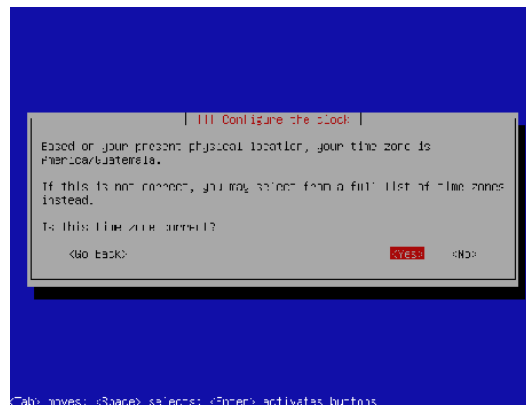 [!!] Configure the clock
Based on your present physical location, your time zone is
America/Guatemala.
If this is not correct, you may select from a full list of time zones
instead.
Is this time zone correct?
<Go Back>
<Yes>
<No>
<Tab> moves; <Space> selects; <Enter> activates buttons